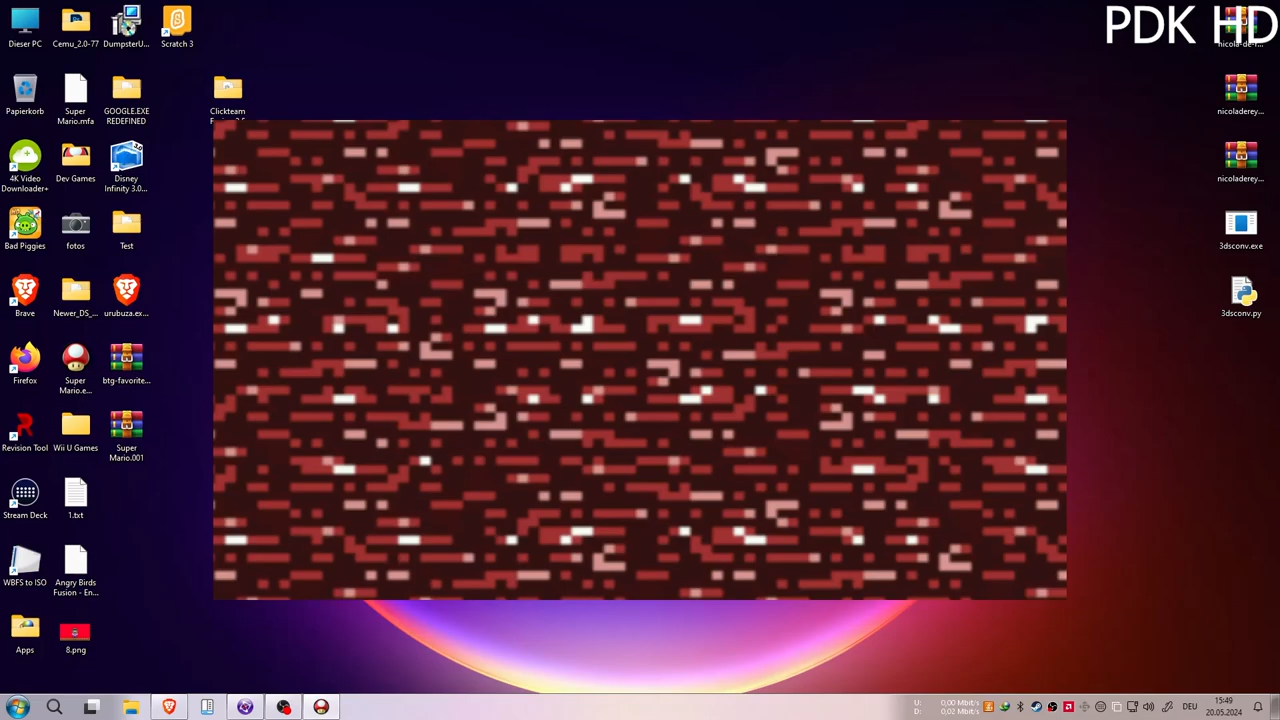 PDK HD
Dieser PC
Cemu_2.0-77
DumpsterU...
Scratch 3
nicola-de-r...
Papierkorb
Super
Mario.mfa
GOOGLE.EXE
REDEFINED
Clickteam
nicoladerey...
4K Video
Downloader+
Dev Games
Disney
Infinity 3.0...
nicoladerey...
Bad Piggies
fotos
Test
3dsconv.exe
Brave
Newer_DS_...
urubuza.ex...
3dsconv.py
Firefox
Super
Mario.e...
btg-favorite...
Revision Tool
Wii U Games
Super
Mario.001
Stream Deck
1.txt
WBFS to ISO
Angry Birds
Fusion - En...
Apps
8.png
U: 0,00 Mbit/s
D: 0,02 Mbit/s
DEU
15:49
20.05.2024